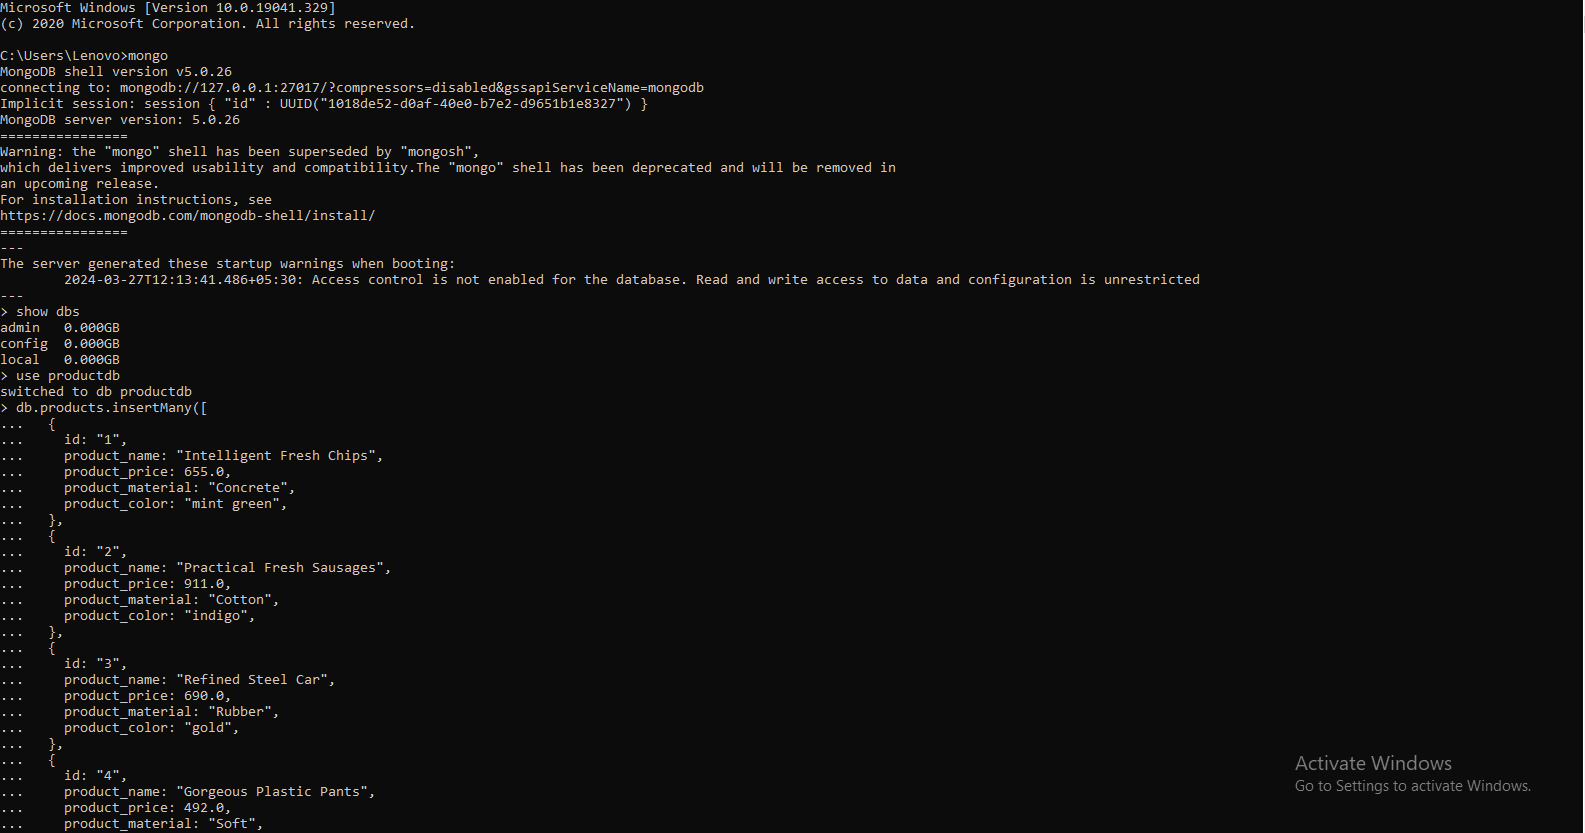 Microsoft Windows [Version 10.0.19041.329]
(c) 2020 Microsoft Corporation. All rights reserved.

C:\Users\Lenovo>mongo
MongoDB shell version v5.0.26
connecting to: mongodb://127.0.0.1:27017/?compressors=disabled&gssapiServiceName=mongodb
Implicit session: session { "id" : UUID("1018de52-d0af-40e0-b7e2-d9651b1e8327") }
MongoDB server version: 5.0.26
================
Warning: the "mongo" shell has been superseded by "mongosh",
which delivers improved usability and compatibility.The "mongo" shell has been deprecated and will be removed in
an upcoming release.
For installation instructions, see
https://docs.mongodb.com/mongodb-shell/install/
================
---
The server generated these startup warnings when booting:
        2024-03-27T12:13:41.486+05:30: Access control is not enabled for the database. Read and write access to data and configuration is unrestricted
---
> show dbs
admin   0.000GB
config  0.000GB
local   0.000GB
> use productdb
switched to db productdb
> db.products.insertMany([
...   {
...     id: "1",
...     product_name: "Intelligent Fresh Chips",
...     product_price: 655.0,
...     product_material: "Concrete",
...     product_color: "mint green",
...   },
...   {
...     id: "2",
...     product_name: "Practical Fresh Sausages",
...     product_price: 911.0,
...     product_material: "Cotton",
...     product_color: "indigo",
...   },
...   {
...     id: "3",
...     product_name: "Refined Steel Car",
...     product_price: 690.0,
...     product_material: "Rubber",
...     product_color: "gold",
...   },
...   {
...     id: "4",
...     product_name: "Gorgeous Plastic Pants",
...     product_price: 492.0,
...     product_material: "Soft",
Activate Windows
Go to Settings to activate Windows.